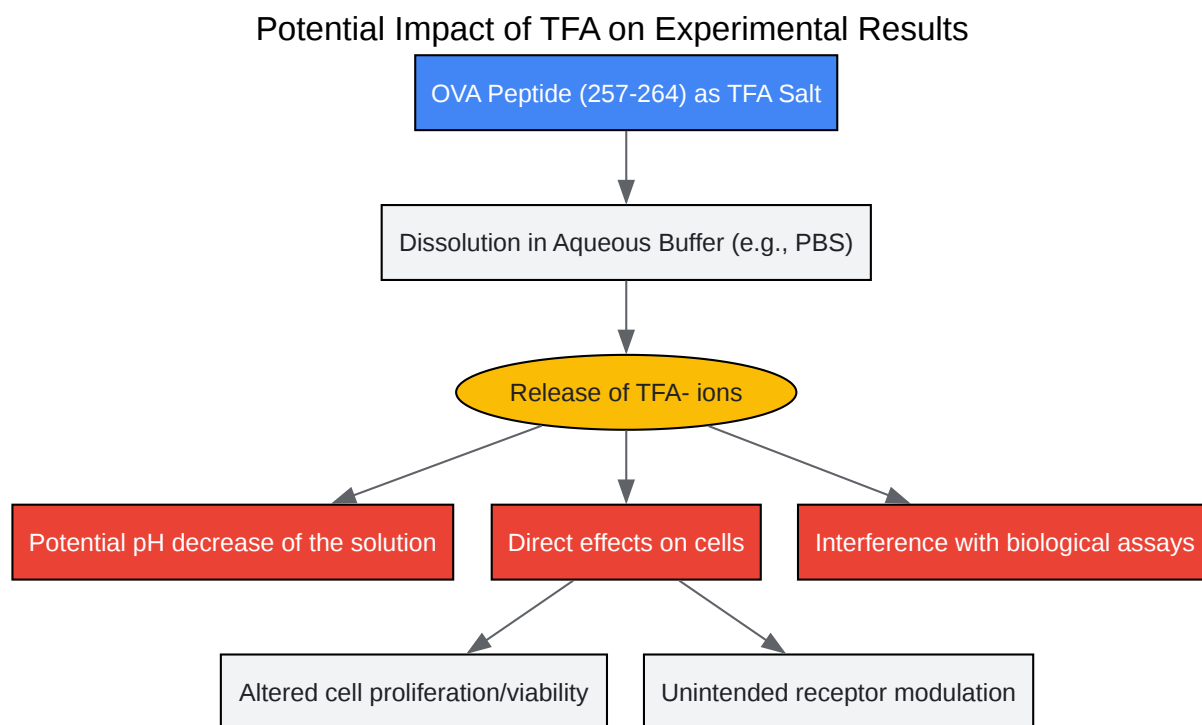 Potential Impact of TFA on Experimental Results
OVA Peptide (257-264) as TFA Salt
Dissolution in Aqueous Buffer (e.g., PBS)
Release of TFA- ions
Potential pH decrease of the solution
Direct effects on cells
Interference with biological assays
Altered cell proliferation/viability
Unintended receptor modulation